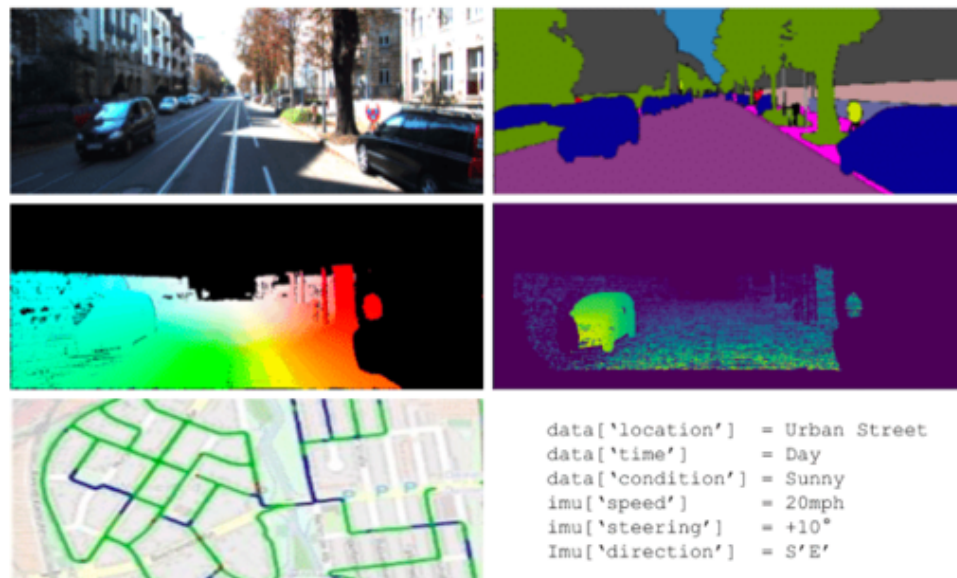 data[‘location’] = Urban Street
data[‘time’] = Day
data[‘condition’] = Sunny
imu[‘speed’] = 20mph
imu[‘steering’] = +10°
Imu[‘direction’] = S’E’